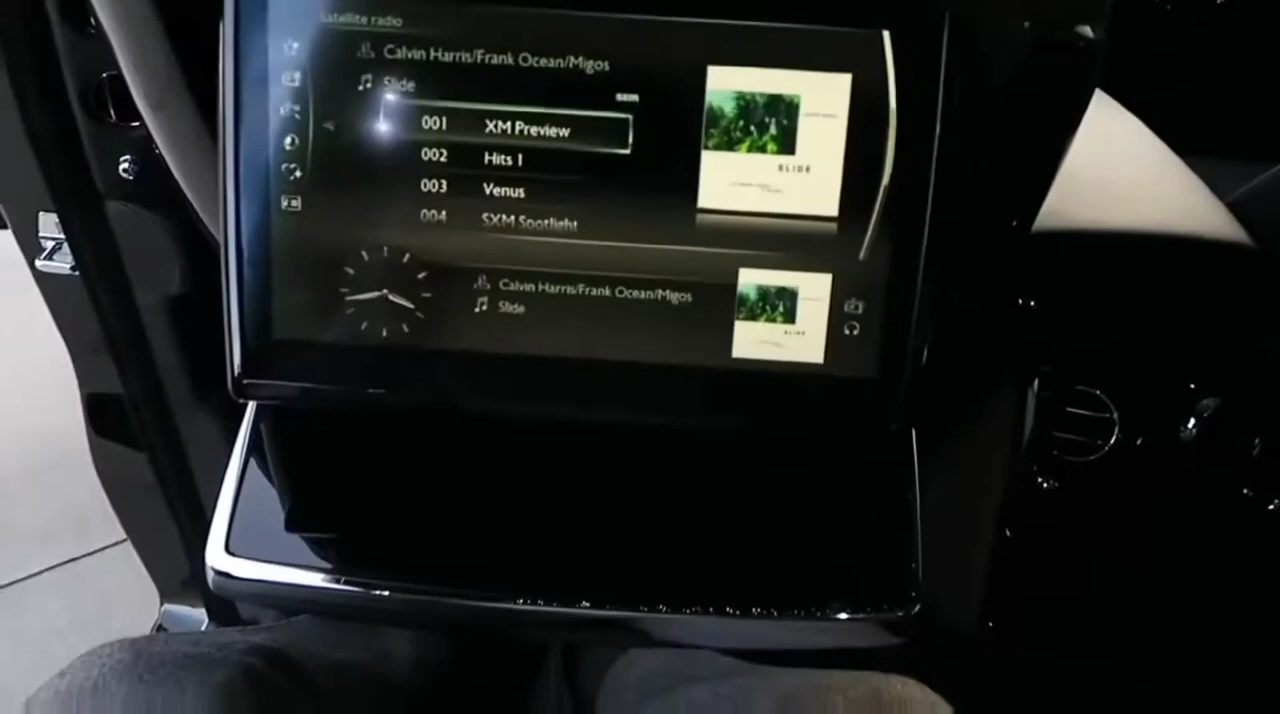 Satellite radio
Calvin Harris/Frank Ocean/Migos
Slide
001 XM Preview
002 Hits 1
003 Venus
004 SXM Spotlight
SLIDE
Calvin Harris/Frank Ocean/Migos
Slide
SLIDE